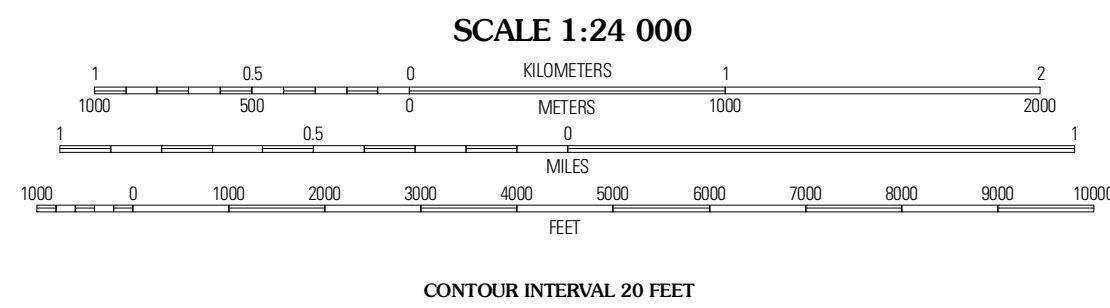 SCALE 1:24 000
1 0.5 0 KILOMETERS 1 2
1000 500 0 METERS 1000 2000
1 0.5 0 1
MILES
1000 0 1000 2000 3000 4000 5000 6000 7000 8000 9000 10000
FEET
CONTOUR INTERVAL 20 FEET